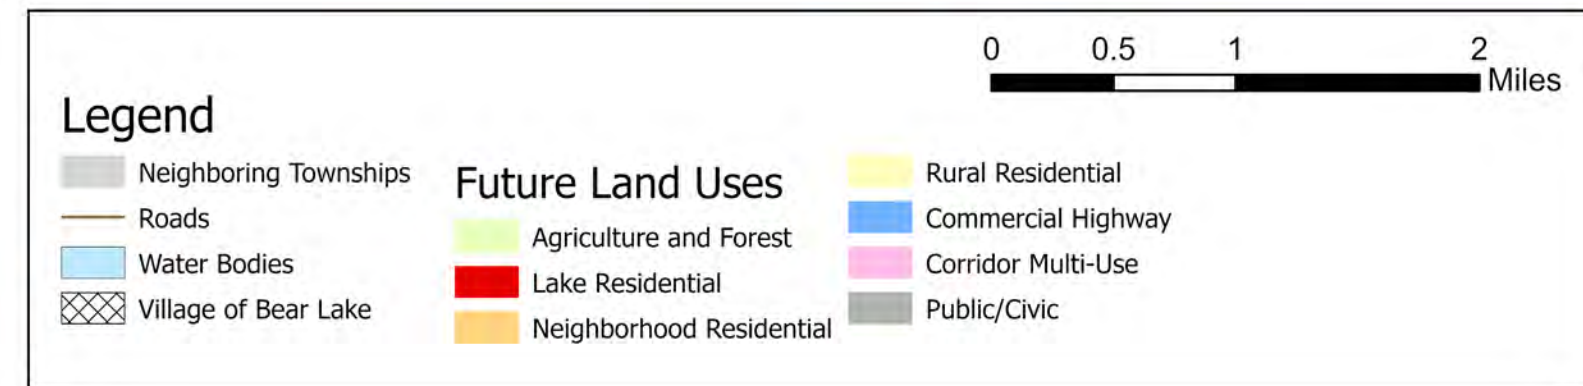 0 0.5 1 2
Miles
Legend
Neighboring Townships
Roads
Water Bodies
Village of Bear Lake
Future Land Uses
Agriculture and Forest
Lake Residential
Neighborhood Residential
Rural Residential
Commercial Highway
Corridor Multi-Use
Public/Civic